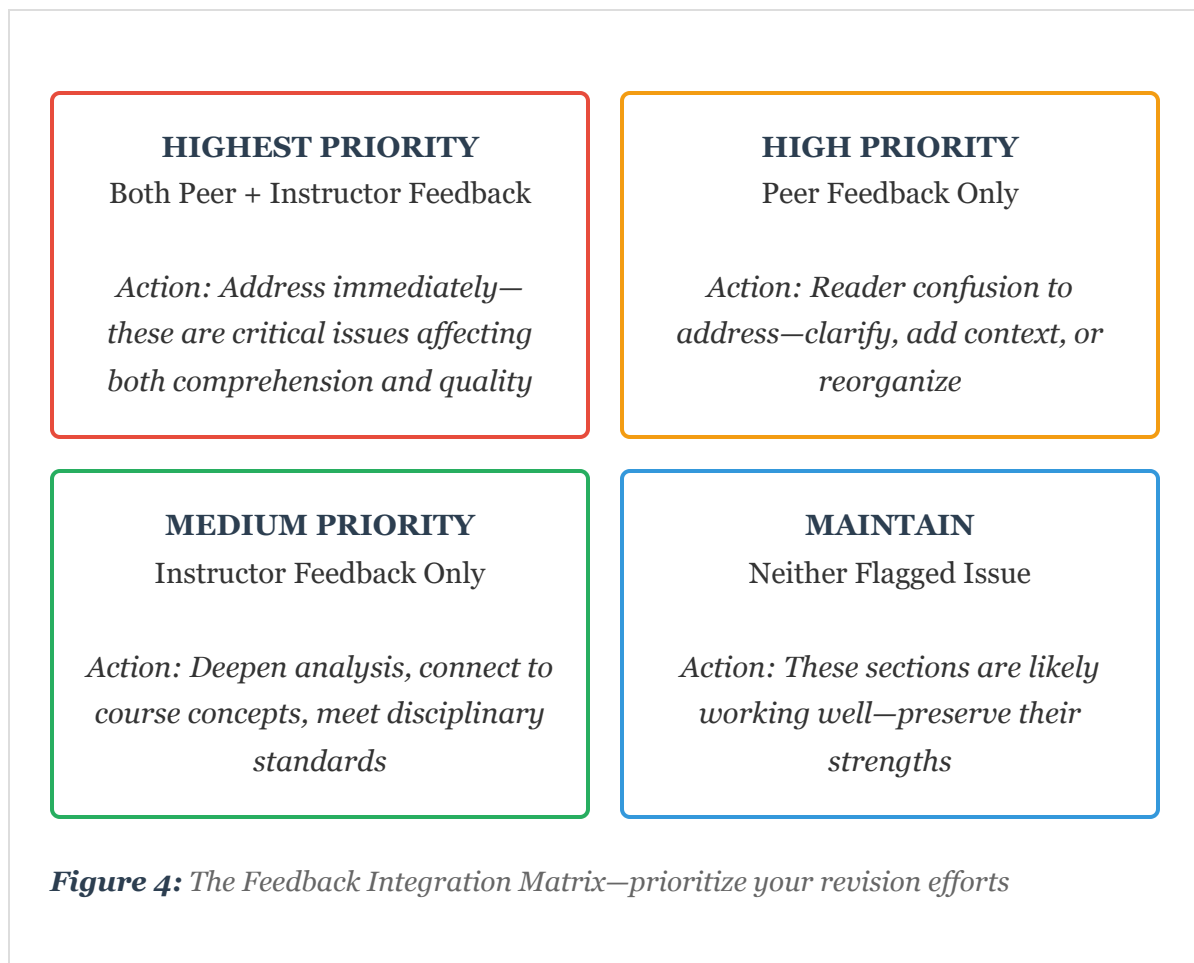 HIGHEST PRIORITY
Both Peer + Instructor Feedback
Action: Address immediately—
these are critical issues affecting
both comprehension and quality
HIGH PRIORITY
Peer Feedback Only
Action: Reader confusion to
address—clarify, add context, or
reorganize
MEDIUM PRIORITY
Instructor Feedback Only
Action: Deepen analysis, connect to
course concepts, meet disciplinary
standards
MAINTAIN
Neither Flagged Issue
Action: These sections are likely
working well—preserve their
strengths
Figure 4: The Feedback Integration Matrix—prioritize your revision efforts